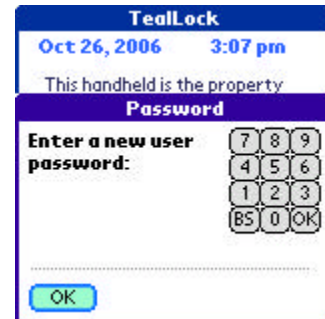 TealLock
Oct 26, 2006 3:07 pm
This handheld is the property
Password
Enter a new user
password:
7 8 9
4 5 6
1 2 3
BS 0 OK
OK